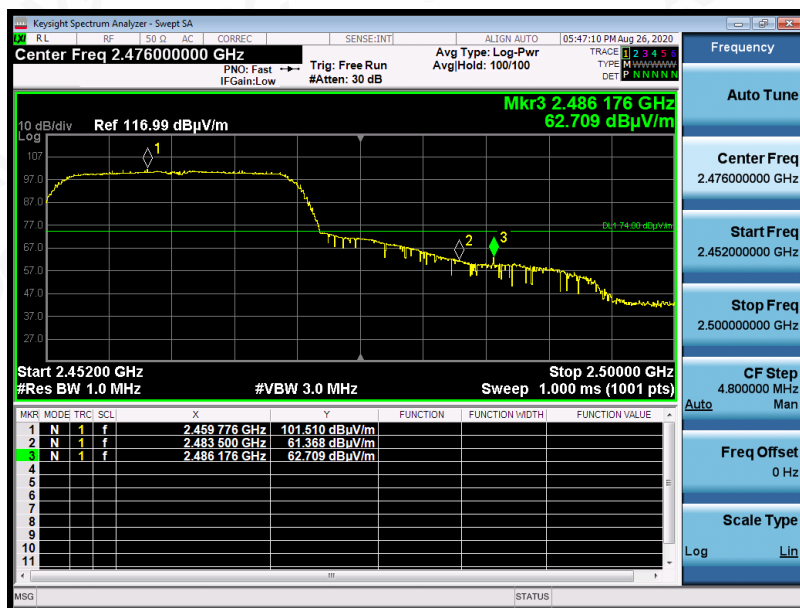 Keysight Spectrum Analyzer - Swept SA
LXI RL RF 50 Ω AC CORREC SENSE:INT ALIGN AUTO 05:47:10 PM Aug 26, 2020
Center Freq 2.476000000 GHz
PNO: Fast
IFGain:Low
Trig: Free Run
#Atten: 30 dB
Avg Type: Log-Pwr
Avg|Hold: 100/100
TRACE 1 2 3 4 5 6
TYPE M W W W W W
DET P N N N N N
Mkr3 2.486 176 GHz
62.709 dBµV/m
10 dB/div Ref 116.99 dBµV/m
Log
107
97.0
87.0
77.0
67.0
57.0
47.0
37.0
27.0
1
2
3
DL1 74.00 dBµV/m
Start 2.45200 GHz Stop 2.50000 GHz
#Res BW 1.0 MHz #VBW 3.0 MHz Sweep 1.000 ms (1001 pts)
MKR MODE TRC SCL X Y FUNCTION FUNCTION WIDTH FUNCTION VALUE
1 N 1 f 2.459 776 GHz 101.510 dBµV/m
2 N 1 f 2.483 500 GHz 61.368 dBµV/m
3 N 1 f 2.486 176 GHz 62.709 dBµV/m
4
5
6
7
8
9
10
11
MSG STATUS
Frequency
Auto Tune
Center Freq
2.476000000 GHz
Start Freq
2.452000000 GHz
Stop Freq
2.500000000 GHz
CF Step
4.800000 MHz
Auto Man
Freq Offset
0 Hz
Scale Type
Log Lin